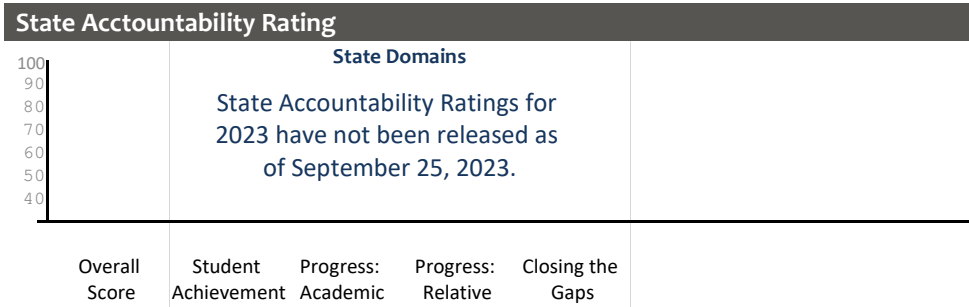 State Acctountability Rating
State Domains
100
90
80
70
60
50
40
State Accountability Ratings for
2023 have not been released as
of September 25, 2023.
Overall
Score
Student
Achievement
Progress:
Academic
Progress:
Relative
Closing the
Gaps